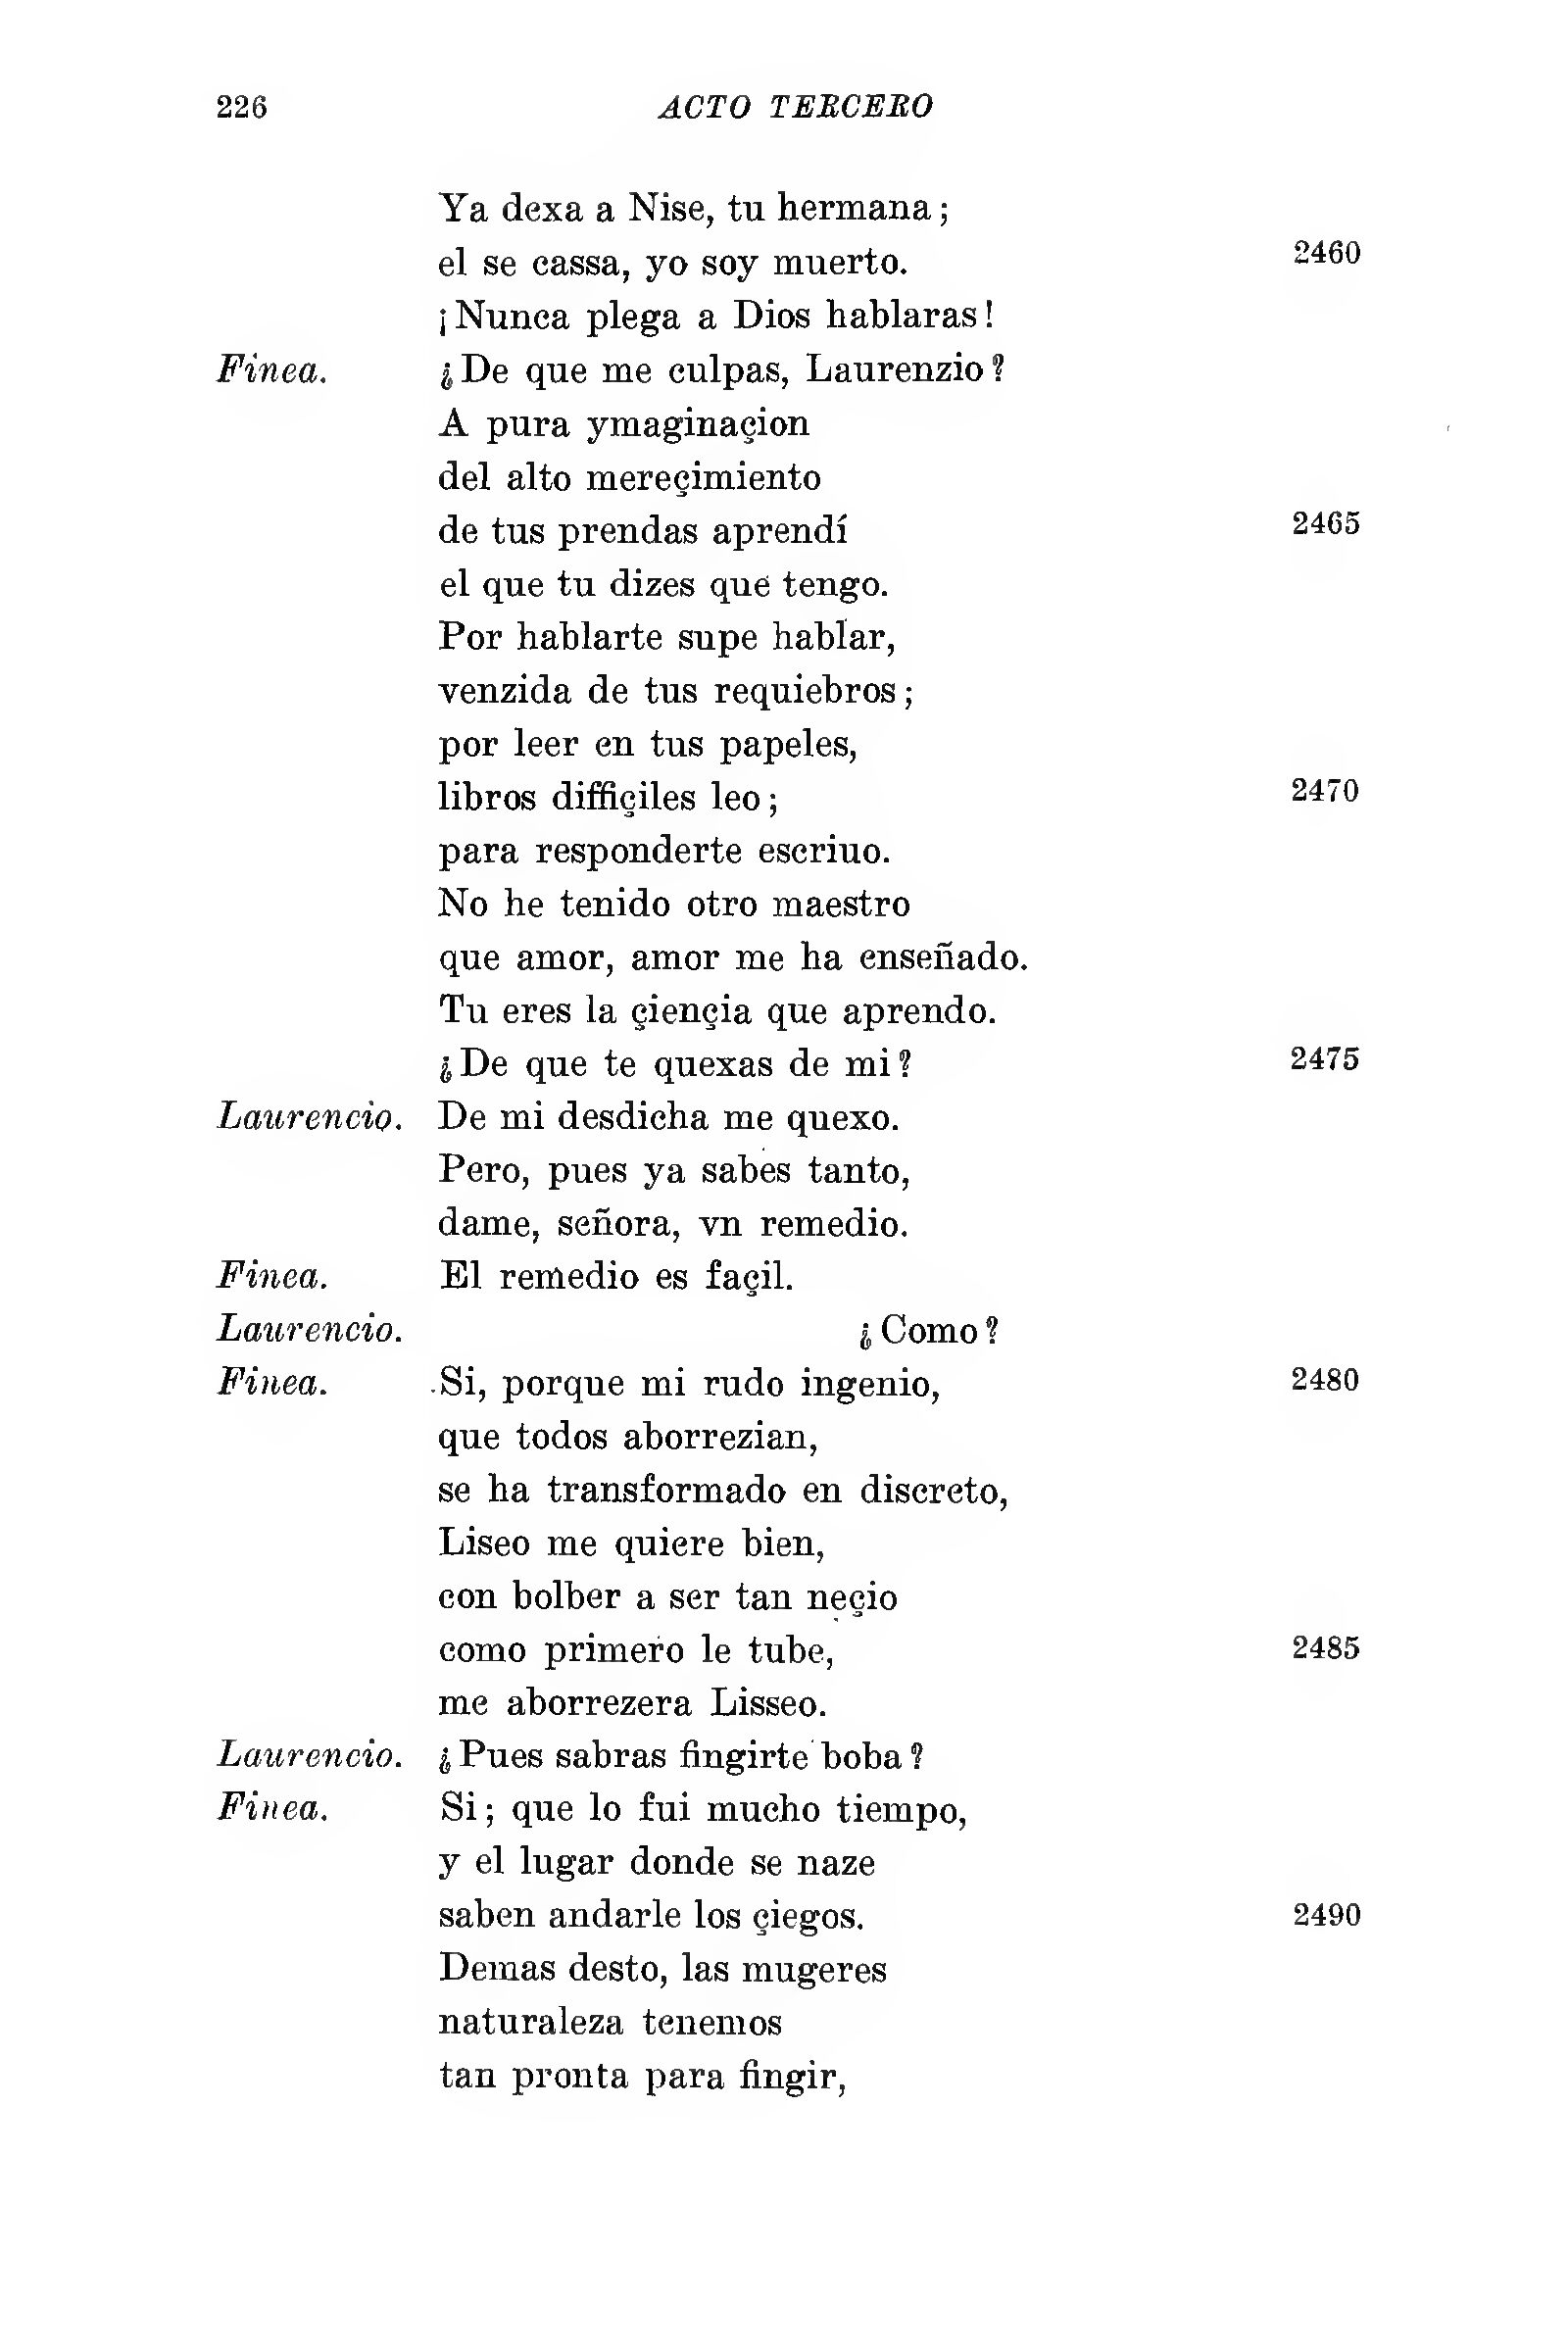 226 ACTO TERCERO
Ya dexa a Nise, tu hermana;
el se cassa, yo soy muerto. 2460
¡Nunca plega a Dios hablaras!
Finea. ¿De que me culpas, Laurenzio?
A pura ymaginaçion
del alto mereçimiento
de tus prendas aprendí 2465
el que tu dizes que tengo.
Por hablarte supe hablar,
venzida de tus requiebros;
por leer en tus papeles,
libros diffiçiles leo; 2470
para responderte escriuo.
No he tenido otro maestro
que amor, amor me ha enseñado.
Tu eres la çiençia que aprendo.
¿De que te quexas de mi? 2475
Laurencio. De mi desdicha me quexo.
Pero, pues ya sabes tanto,
dame, señora, vn remedio.
Finea. El remedio es façil.
Laurencio. ¿Como?
Finea. Si, porque mi rudo ingenio, 2480
que todos aborrezian,
se ha transformado en discreto,
Liseo me quiere bien,
con bolber a ser tan neçio
como primero le tube, 2485
me aborrezera Lisseo.
Laurencio. ¿Pues sabras fingirte boba?
Finea. Si; que lo fui mucho tiempo,
y el lugar donde se naze
saben andarle los çiegos. 2490
Demas desto, las mugeres
naturaleza tenemos
tan pronta para fingir,